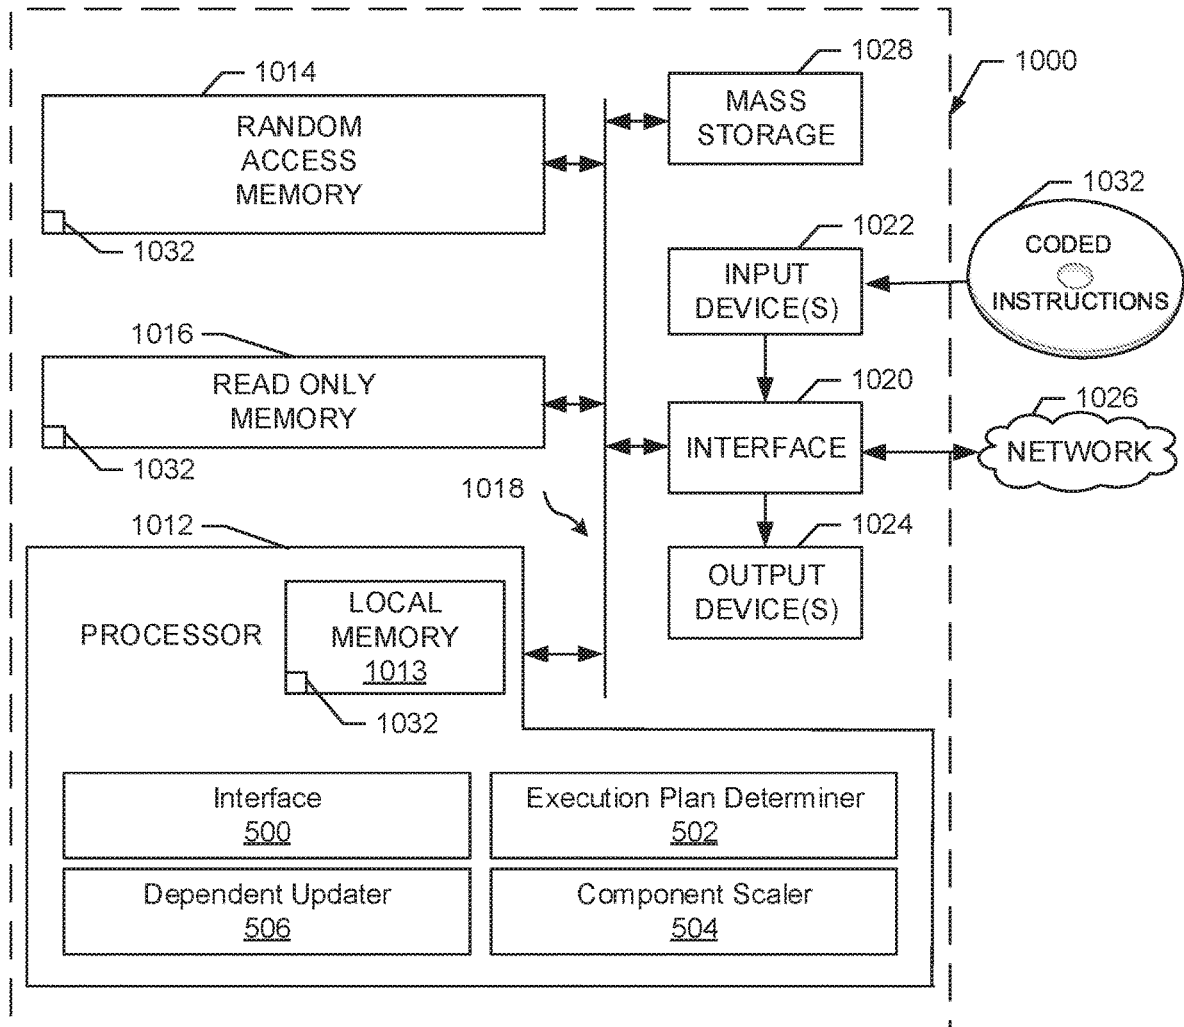 1014
RANDOM
ACCESS
MEMORY
1032
1028
MASS
STORAGE
1000
1032
CODED
INSTRUCTIONS
1022
INPUT
DEVICE(S)
1016
READ ONLY
MEMORY
1032
1020
INTERFACE
1026
NETWORK
1018
1024
OUTPUT
DEVICE(S)
1012
PROCESSOR
LOCAL
MEMORY
1013
1032
Interface
500
Execution Plan Determiner
502
Dependent Updater
506
Component Scaler
504